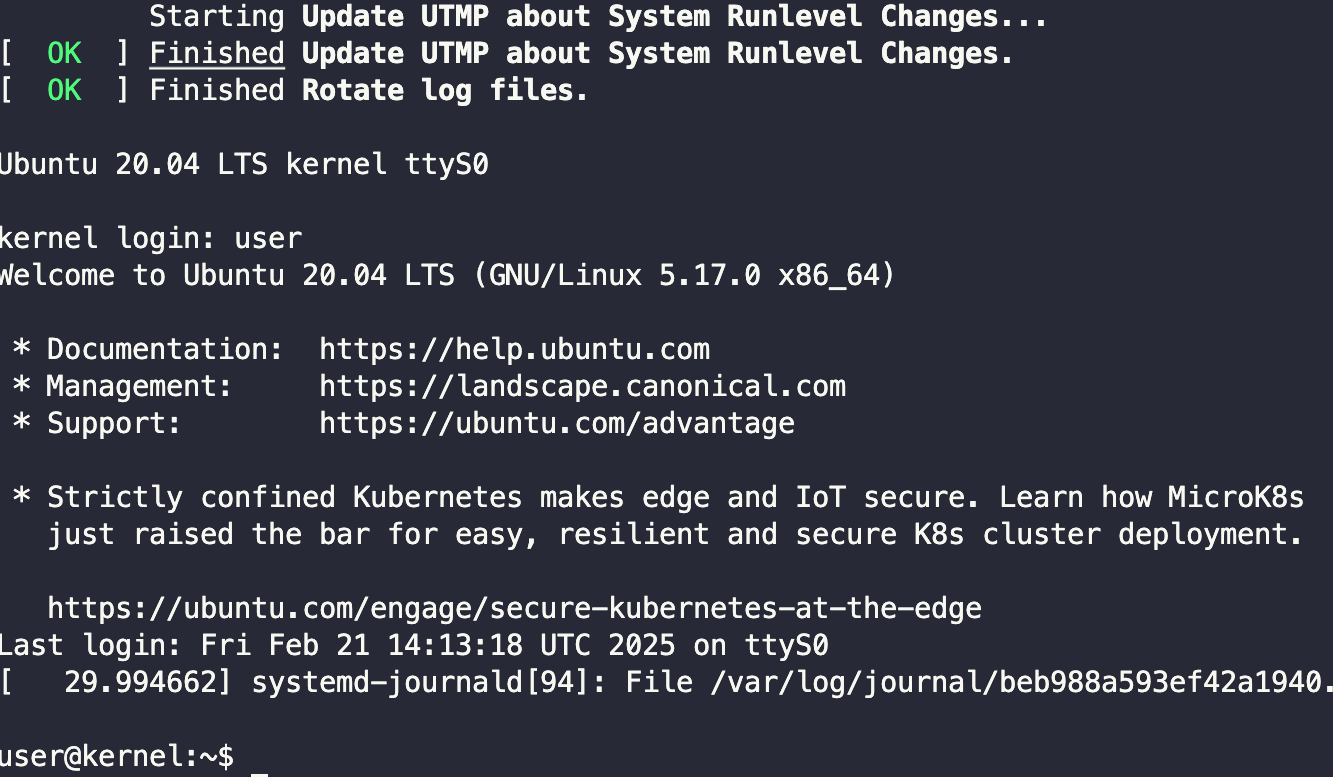 Starting Update UTMP about System Runlevel Changes...
[  OK  ] Finished Update UTMP about System Runlevel Changes.
[  OK  ] Finished Rotate log files.
Ubuntu 20.04 LTS kernel ttyS0
kernel login: user
Welcome to Ubuntu 20.04 LTS (GNU/Linux 5.17.0 x86_64)
 * Documentation:  https://help.ubuntu.com
 * Management:     https://landscape.canonical.com
 * Support:        https://ubuntu.com/advantage
 * Strictly confined Kubernetes makes edge and IoT secure. Learn how MicroK8s
   just raised the bar for easy, resilient and secure K8s cluster deployment.
   https://ubuntu.com/engage/secure-kubernetes-at-the-edge
Last login: Fri Feb 21 14:13:18 UTC 2025 on ttyS0
[   29.994662] systemd-journald[94]: File /var/log/journal/beb988a593ef42a1940.
user@kernel:~$